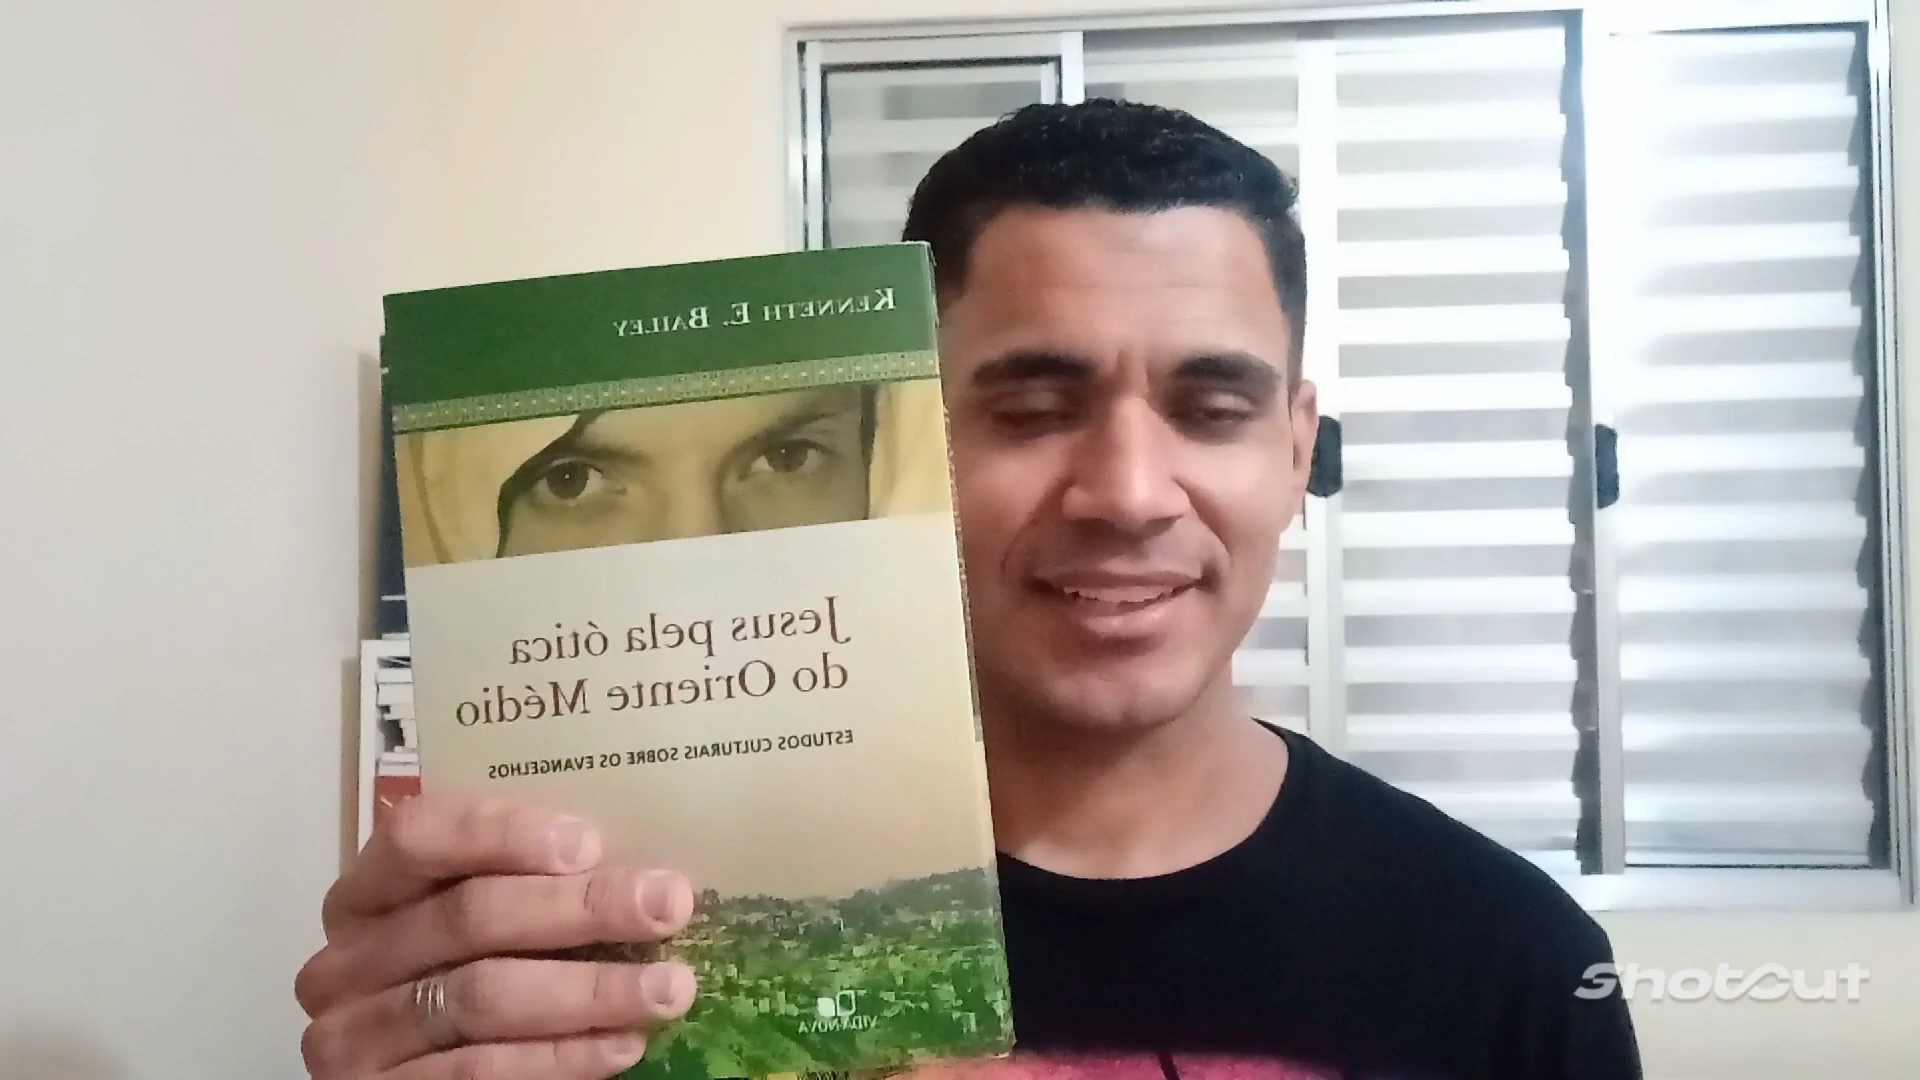 KENNETH E. BAILEY
Jesus pela ótica
do Oriente Médio
ESTUDOS CULTURAIS SOBRE OS EVANGELHOS
VIDA NOVA
ShotCut